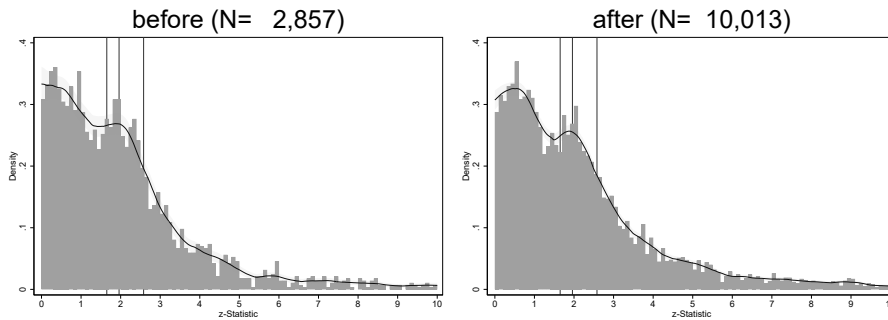 before (N= 2,857)
.4
.3
.2
.1
0
Density
0 1 2 3 4 5 6 7 8 9 10
z-Statistic
after (N= 10,013)
.4
.3
.2
.1
0
Density
0 1 2 3 4 5 6 7 8 9
z-Statistic